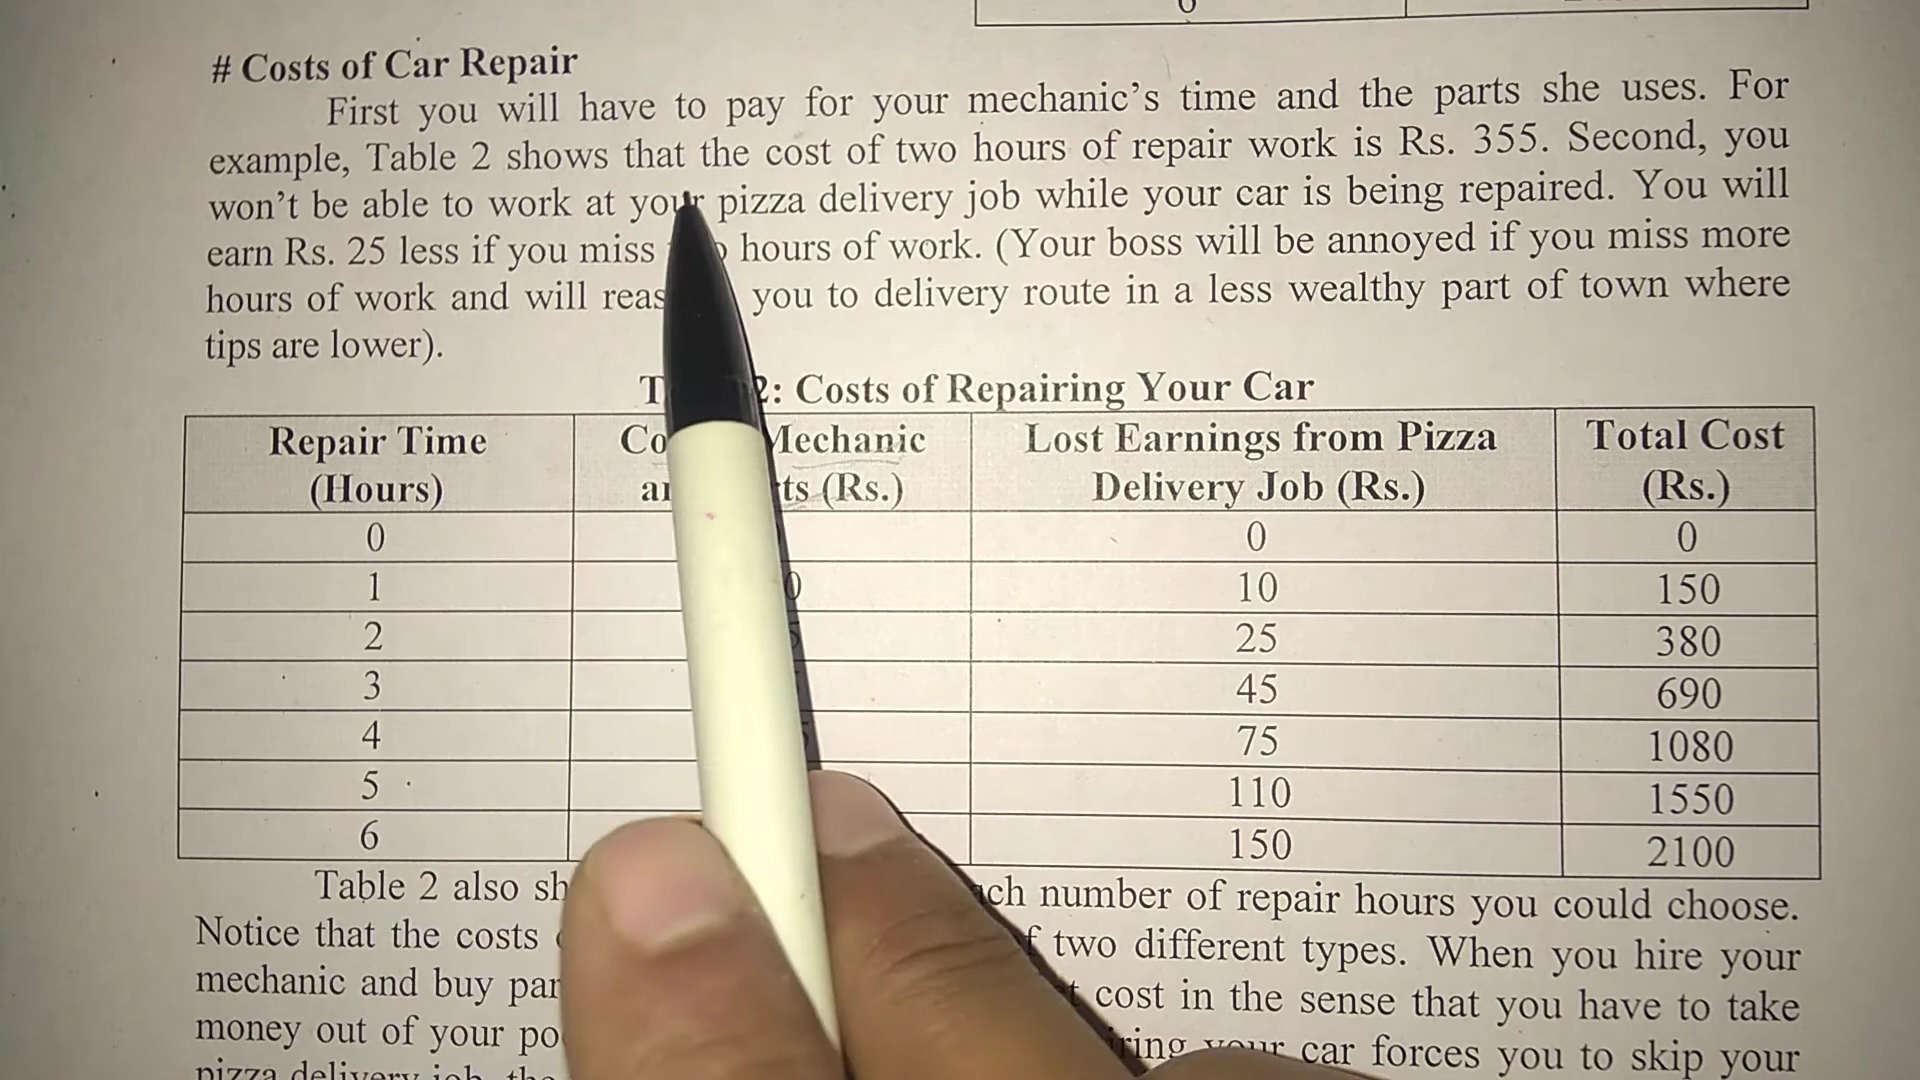 0
# Costs of Car Repair
First you will have to pay for your mechanic's time and the parts she uses. For
example, Table 2 shows that the cost of two hours of repair work is Rs. 355. Second, you
won't be able to work at your pizza delivery job while your car is being repaired. You will
earn Rs. 25 less if you miss hours of work. (Your boss will be annoyed if you miss more
hours of work and will you to delivery route in a less wealthy part of town where
tips are lower).
2: Costs of Repairing Your Car
Repair Time Mechanic Lost Earnings from Pizza Total Cost
(Hours) (Rs.) Delivery Job (Rs.) (Rs.)
0 0 0
1 10 150
2 25 380
3 45 690
4 75 1080
5 110 1550
6 150 2100
Table 2 also number of repair hours you could choose.
Notice that the costs two different types. When you hire your
mechanic and buy cost in the sense that you have to take
money out of your your car forces you to skip your
pizza delivery job,